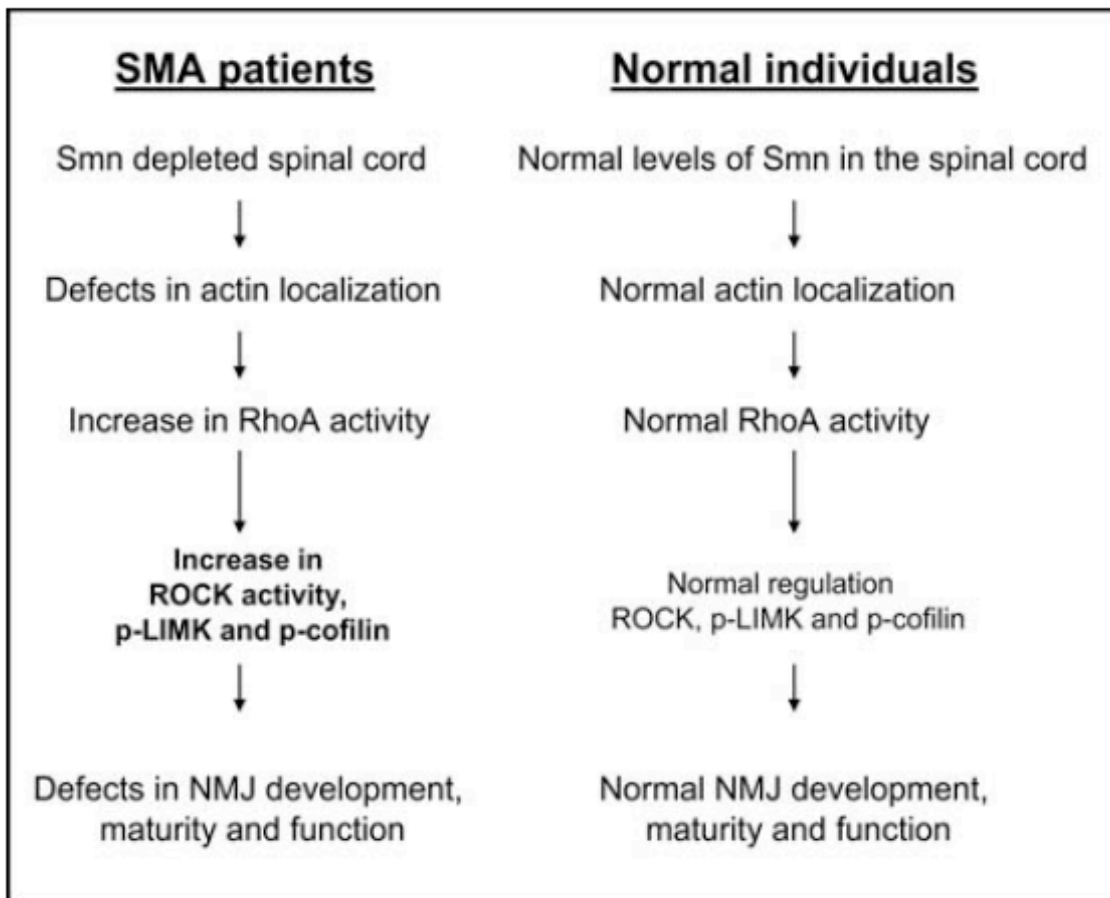 SMA patients
Smn depleted spinal cord
Defects in actin localization
Increase in RhoA activity
Increase in
ROCK activity,
p-LIMK and p-cofilin
Defects in NMJ development,
maturity and function
Normal individuals
Normal levels of Smn in the spinal cord
Normal actin localization
Normal RhoA activity
Normal regulation
ROCK, p-LIMK and p-cofilin
Normal NMJ development,
maturity and function